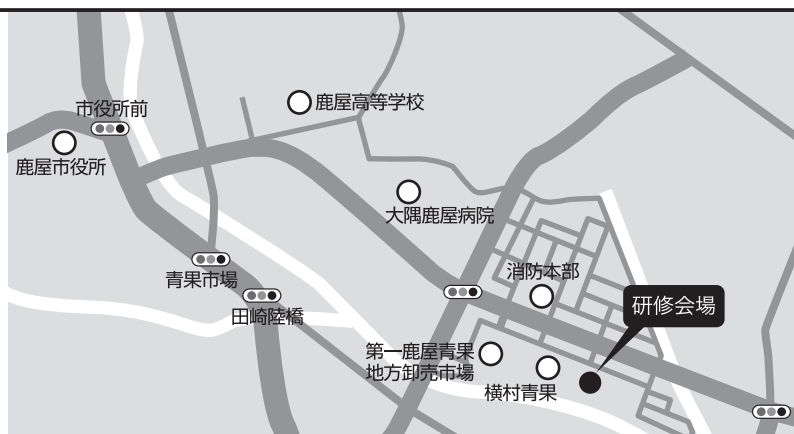 鹿屋高等学校
市役所前
鹿屋市役所
大隅鹿屋病院
青果市場
消防本部
田崎陸橋
研修会場
第一鹿屋青果
地方卸売市場
横村青果